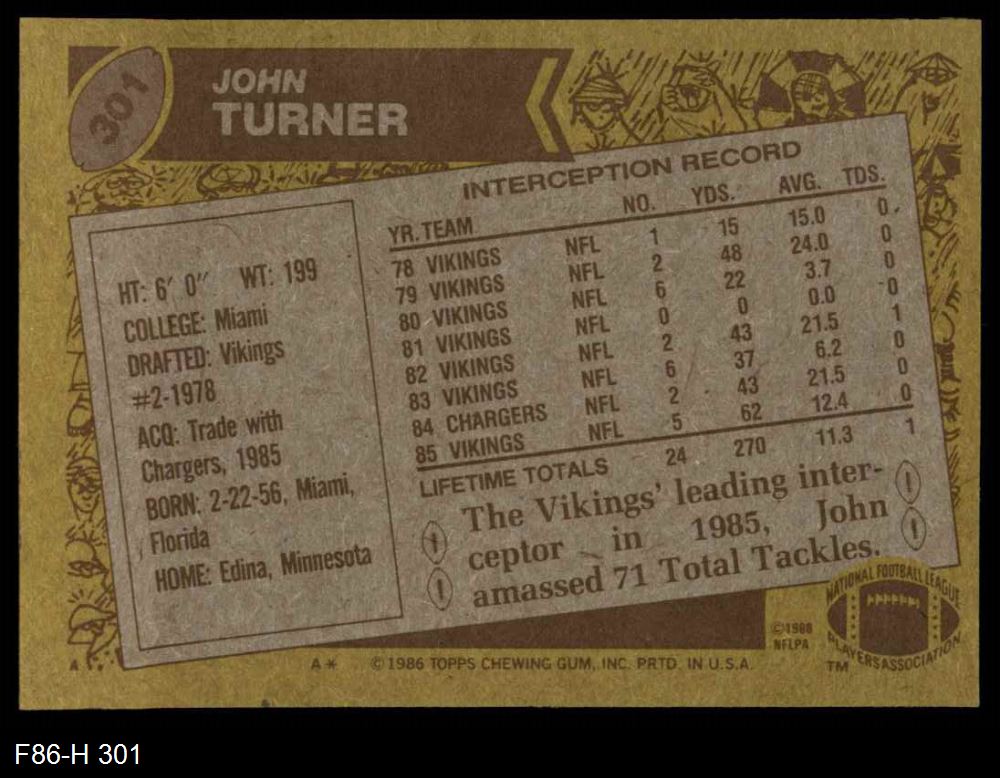 301
JOHN
TURNER
INTERCEPTION RECORD
YR. TEAM NO. YDS. AVG. TDS.
78 VIKINGS NFL 1 15 15.0 0
79 VIKINGS NFL 2 48 24.0 0
80 VIKINGS NFL 6 22 3.7 0
81 VIKINGS NFL 0 0 0.0 0
82 VIKINGS NFL 2 43 21.5 1
83 VIKINGS NFL 6 37 6.2 0
84 CHARGERS NFL 2 43 21.5 0
85 VIKINGS NFL 5 62 12.4 0
LIFETIME TOTALS 24 270 11.3 1
HT: 6' 0" WT: 199
COLLEGE: Miami
DRAFTED: Vikings
#2-1978
ACQ: Trade with
Chargers, 1985
BORN: 2-22-56, Miami,
Florida
HOME: Edina, Minnesota
The Vikings' leading inter-
ceptor in 1985, John
amassed 71 Total Tackles.
NATIONAL FOOTBALL LEAGUE
PLAYERS ASSOCIATION
TM
©1986
NFLPA
A
A* © 1986 TOPPS CHEWING GUM, INC. PRTD. IN U.S.A.
F86-H 301